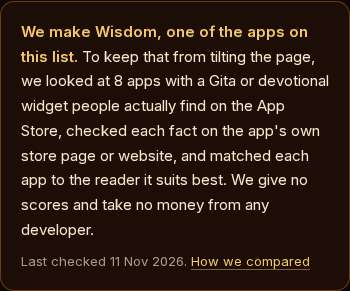 We make Wisdom, one of the apps on
this list. To keep that from tilting the page,
we looked at 8 apps with a Gita or devotional
widget people actually find on the App
Store, checked each fact on the app's own
store page or website, and matched each
app to the reader it suits best. We give no
scores and take no money from any
developer.
Last checked 11 Nov 2026. How we compared